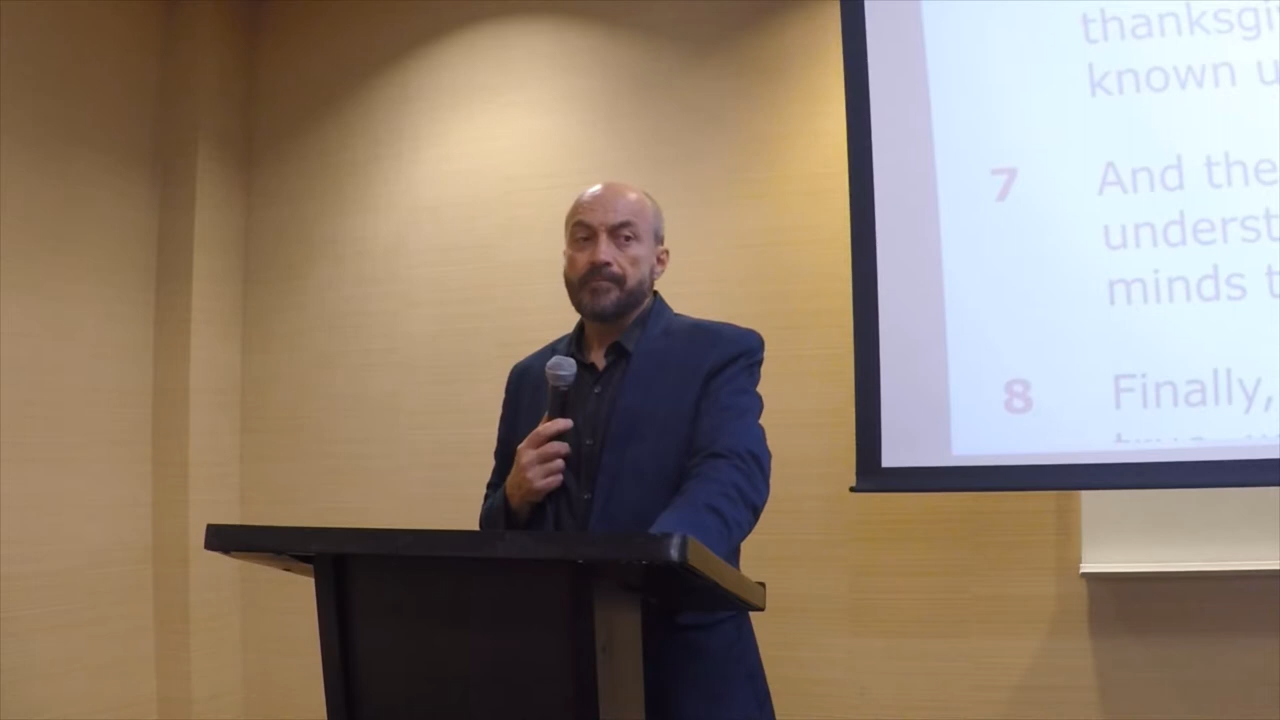 thanksgi
known u
7 And the
underst
minds t
8 Finally,